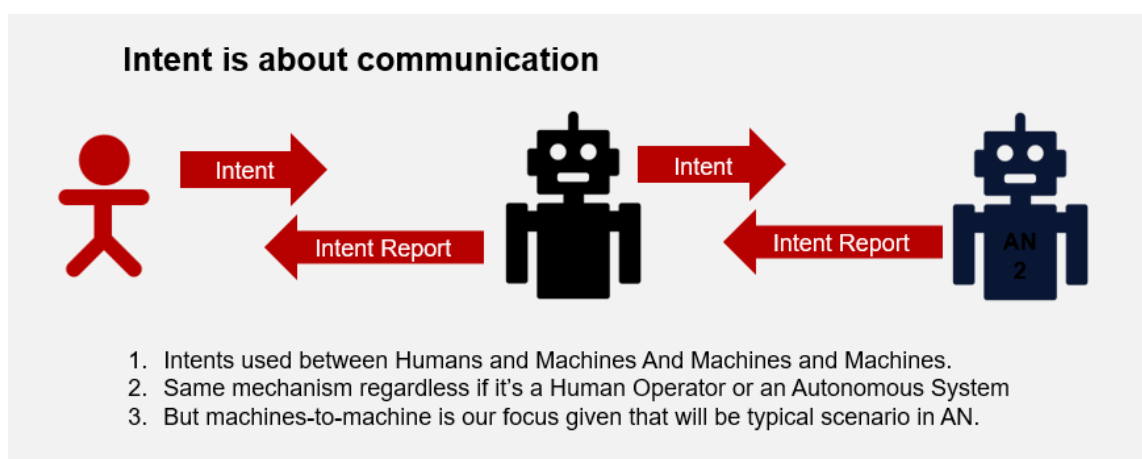 Intent is about communication
Intent
Intent
Intent Report
Intent Report
AN
2
1. Intents used between Humans and Machines And Machines and Machines.
2. Same mechanism regardless if it's a Human Operator or an Autonomous System
3. But machines-to-machine is our focus given that will be typical scenario in AN.